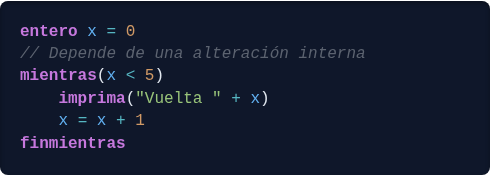 entero x = 0
// Depende de una alteración interna
mientras(x < 5)
    imprima("Vuelta " + x)
    x = x + 1
finmientras